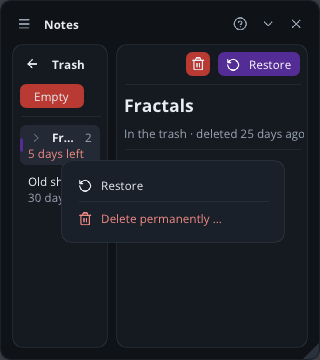 Notes
Trash
Restore
Empty
Fractals
Fr... 2
In the trash · deleted 25 days ago
5 days left
Old sh
30 day
Restore
Delete permanently ...